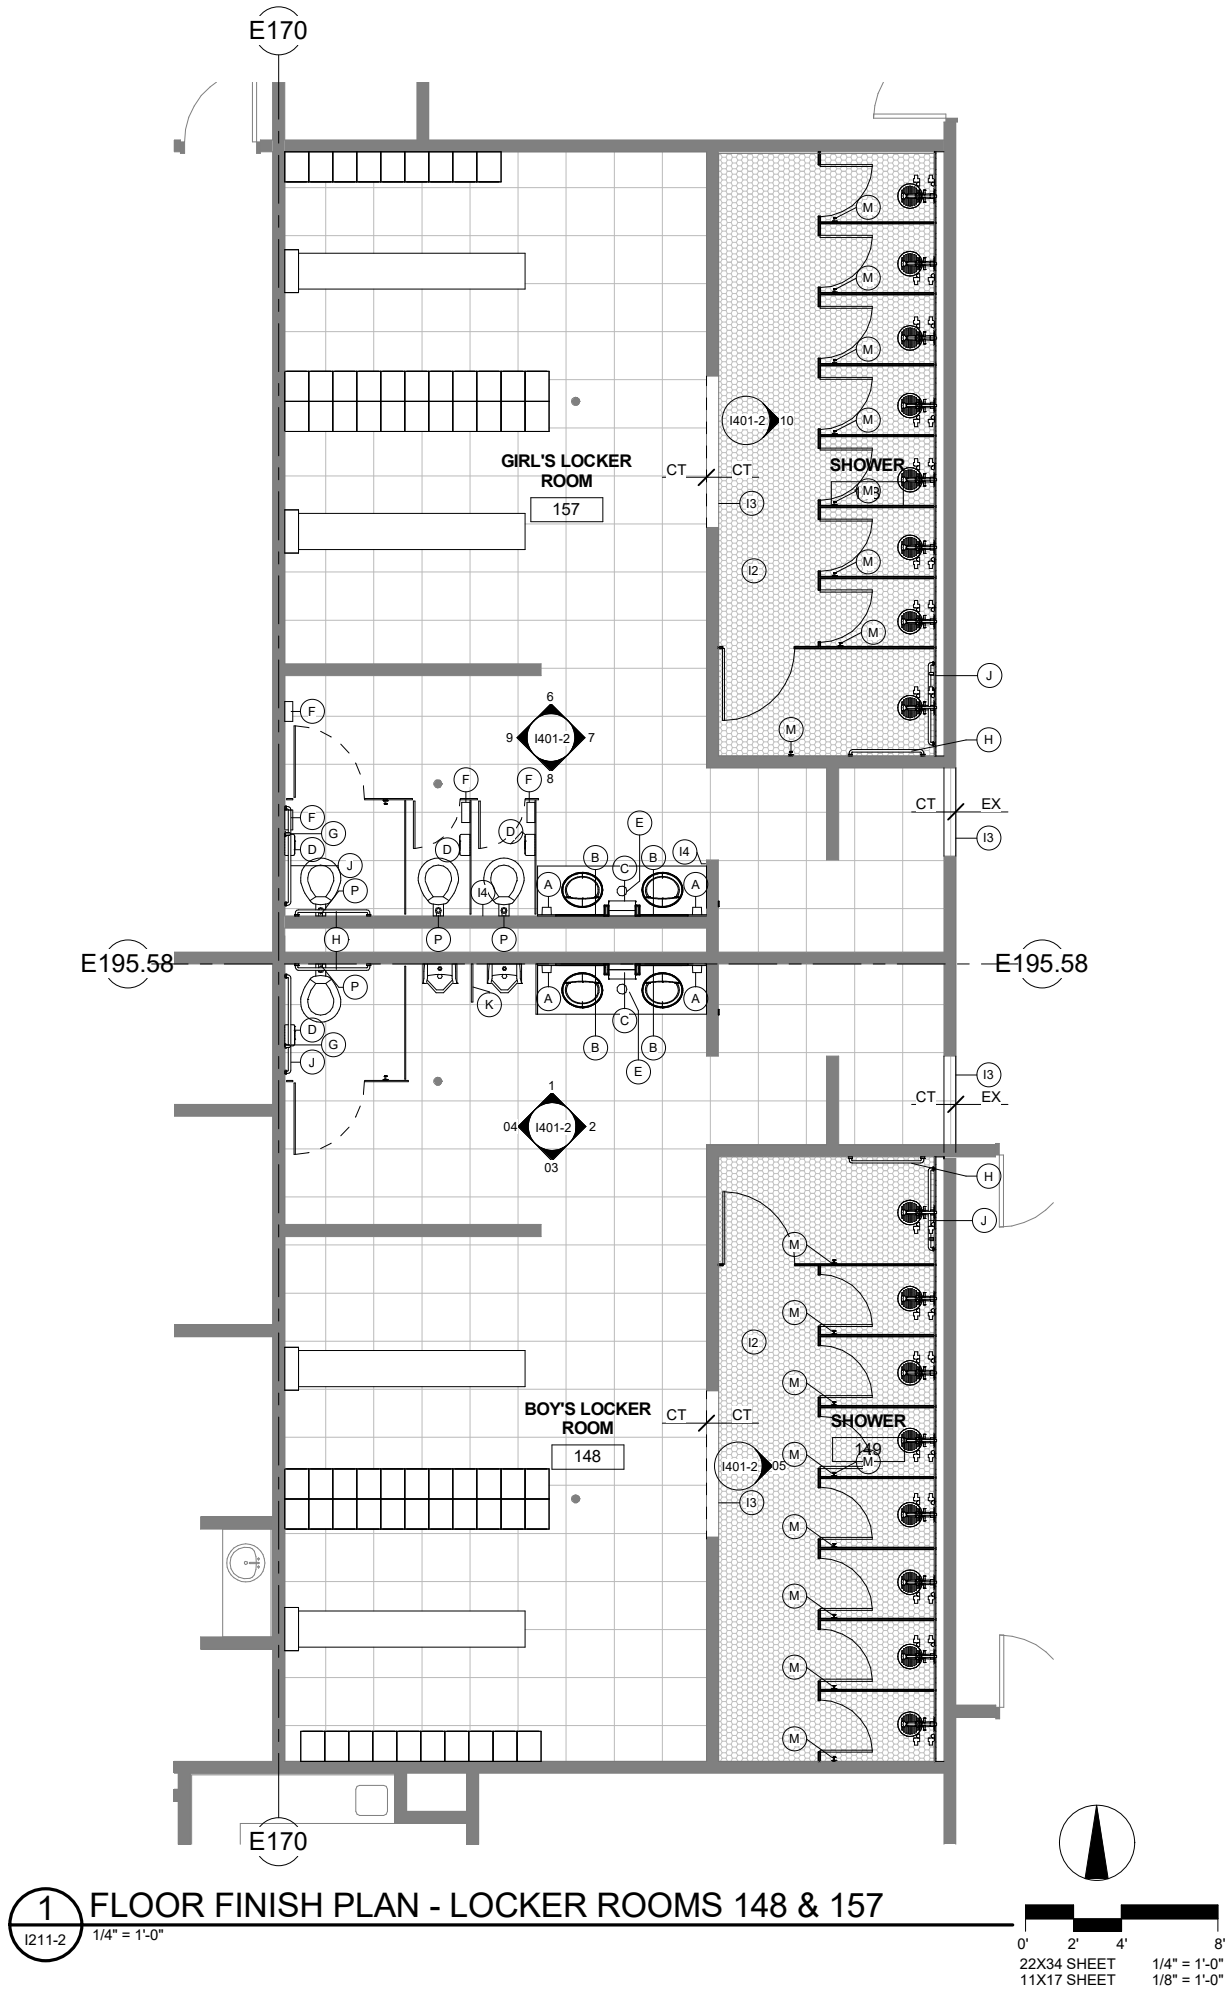 E170
M
M
M
M
I401-2
10
GIRL'S LOCKER
ROOM
157
CT
CT
SHOWER
M
I3
M
I2
M
J
M
H
F
6
9
I401-2
7
8
F
F
CT
EX
F
G
D
D
D
E
I3
J
P
I4
A
B
C
B
I4
A
H
P
P
E195.58
E195.58
P
D
G
J
K
A
B
C
B
A
E
I3
CT
EX
1
04
I401-2
2
03
H
J
M
M
I2
M
BOY'S LOCKER
ROOM
148
CT
CT
SHOWER
149
M
M
I401-2
05
I3
M
M
M
M
E170
1
I211-2
FLOOR FINISH PLAN - LOCKER ROOMS 148 & 157
1/4" = 1'-0"
0'
2'
4'
8'
22X34 SHEET
1/4" = 1'-0"
11X17 SHEET
1/8" = 1'-0"